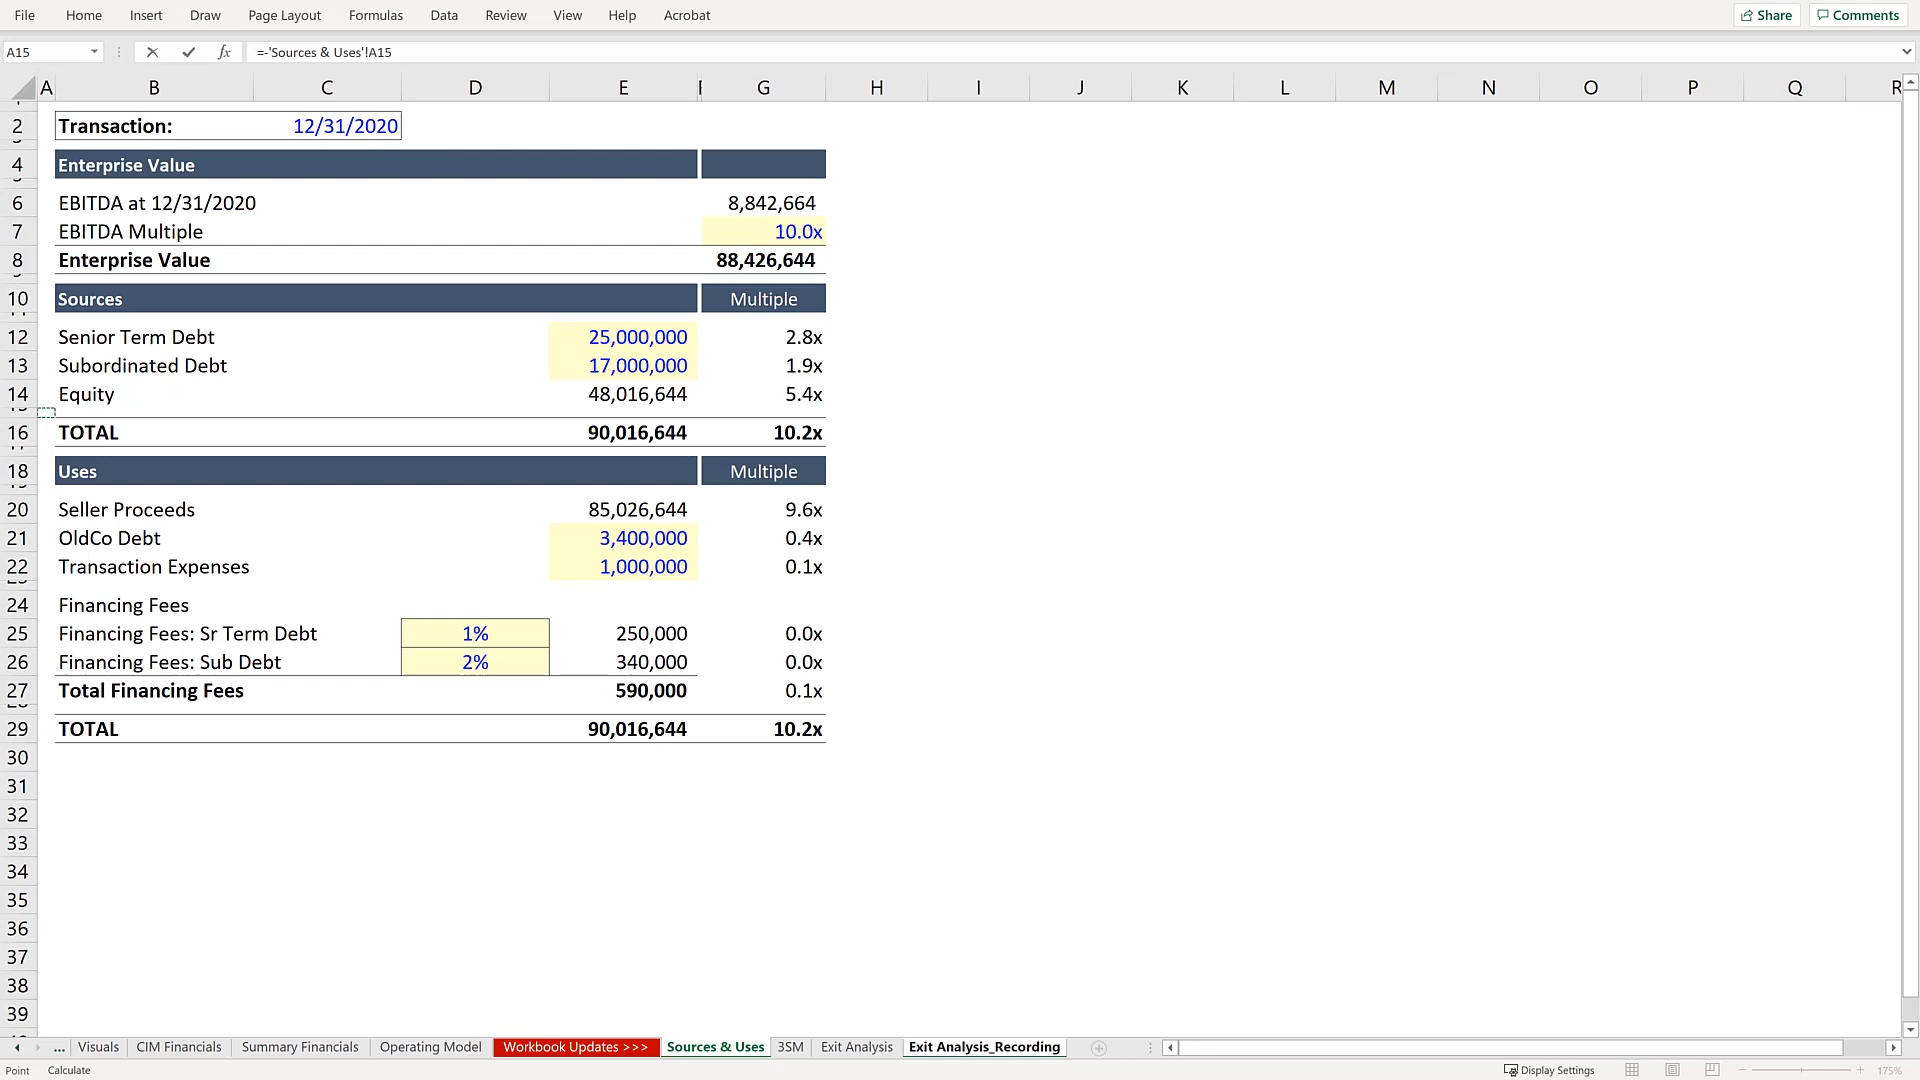 File Home Insert Draw Page Layout Formulas Data Review View Help Acrobat Share Comments
A15 fx =-'Sources & Uses'!A15
A B C D E F G H I J K L M N O P Q R
2 Transaction: 12/31/2020
4 Enterprise Value
6 EBITDA at 12/31/2020 8,842,664
7 EBITDA Multiple 10.0x
8 Enterprise Value 88,426,644
10 Sources Multiple
12 Senior Term Debt 25,000,000 2.8x
13 Subordinated Debt 17,000,000 1.9x
14 Equity 48,016,644 5.4x
16 TOTAL 90,016,644 10.2x
18 Uses Multiple
20 Seller Proceeds 85,026,644 9.6x
21 OldCo Debt 3,400,000 0.4x
22 Transaction Expenses 1,000,000 0.1x
24 Financing Fees
25 Financing Fees: Sr Term Debt 1% 250,000 0.0x
26 Financing Fees: Sub Debt 2% 340,000 0.0x
27 Total Financing Fees 590,000 0.1x
29 TOTAL 90,016,644 10.2x
30
31
32
33
34
35
36
37
38
39
... Visuals CIM Financials Summary Financials Operating Model Workbook Updates >>> Sources & Uses 3SM Exit Analysis Exit Analysis_Recording
Point Calculate Display Settings 175%